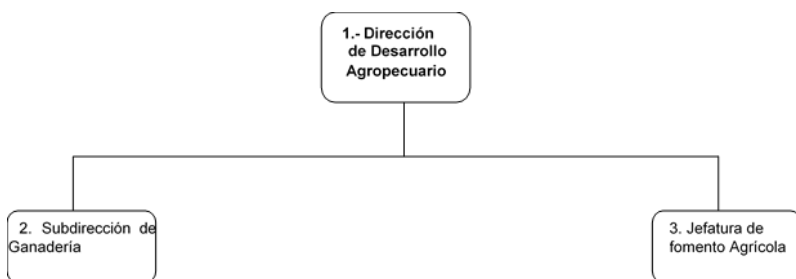 1.- Dirección
de Desarrollo
Agropecuario
2. Subdirección de
Ganadería
3. Jefatura de
fomento Agrícola